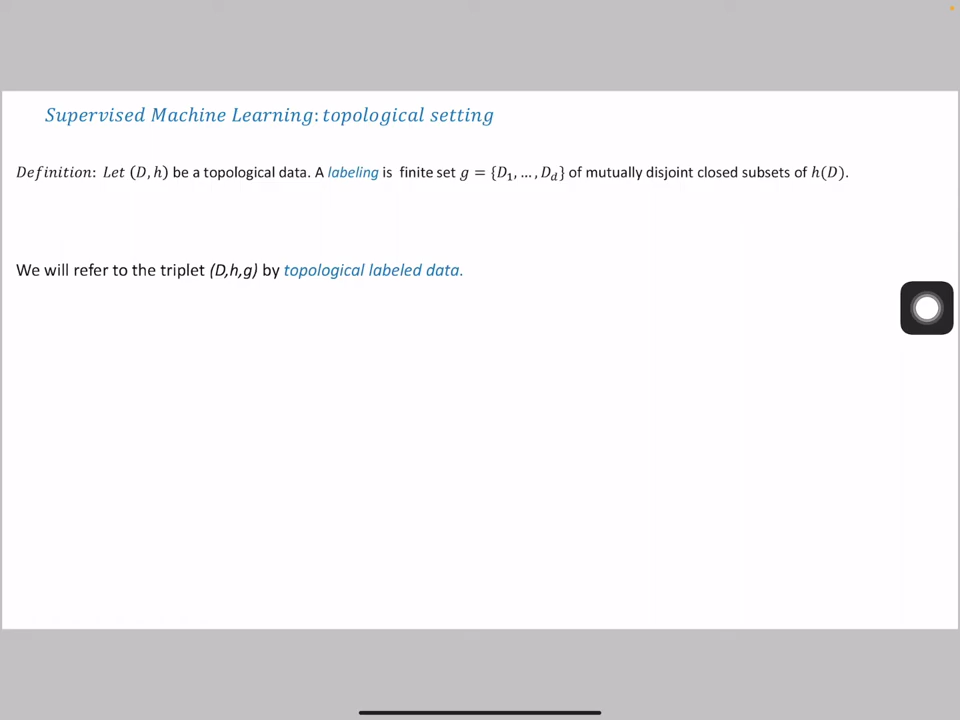 Supervised Machine Learning: topological setting
Definition: Let (D, h) be a topological data. A labeling is finite set g = {D₁, … , D_d} of mutually disjoint closed subsets of h(D).
We will refer to the triplet (D,h,g) by topological labeled data.